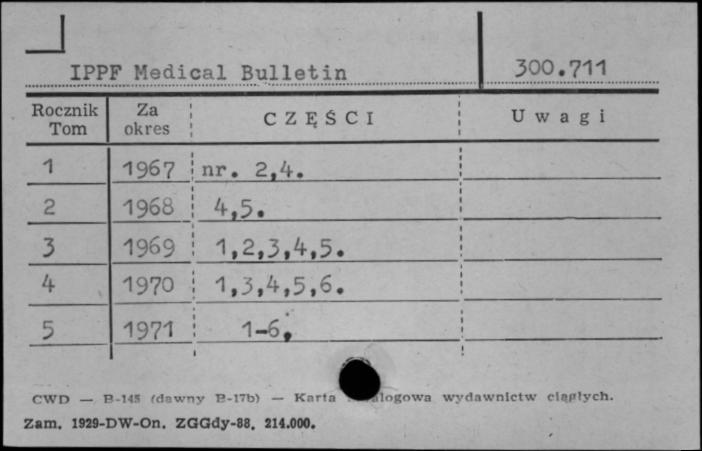 IPPF Medical Bulletin 300.711
Rocznik Tom Za okres CZĘŚCI Uwagi
1 1967 nr. 2,4.
2 1968 4,5.
3 1969 1,2,3,4,5.
4 1970 1,3,4,5,6.
5 1971 1-6.
CWD — B-145 (dawny B-17b) — Karta alogowa wydawnictw ciągłych.
Zam. 1929-DW-On. ZGGdy-88. 214.000.